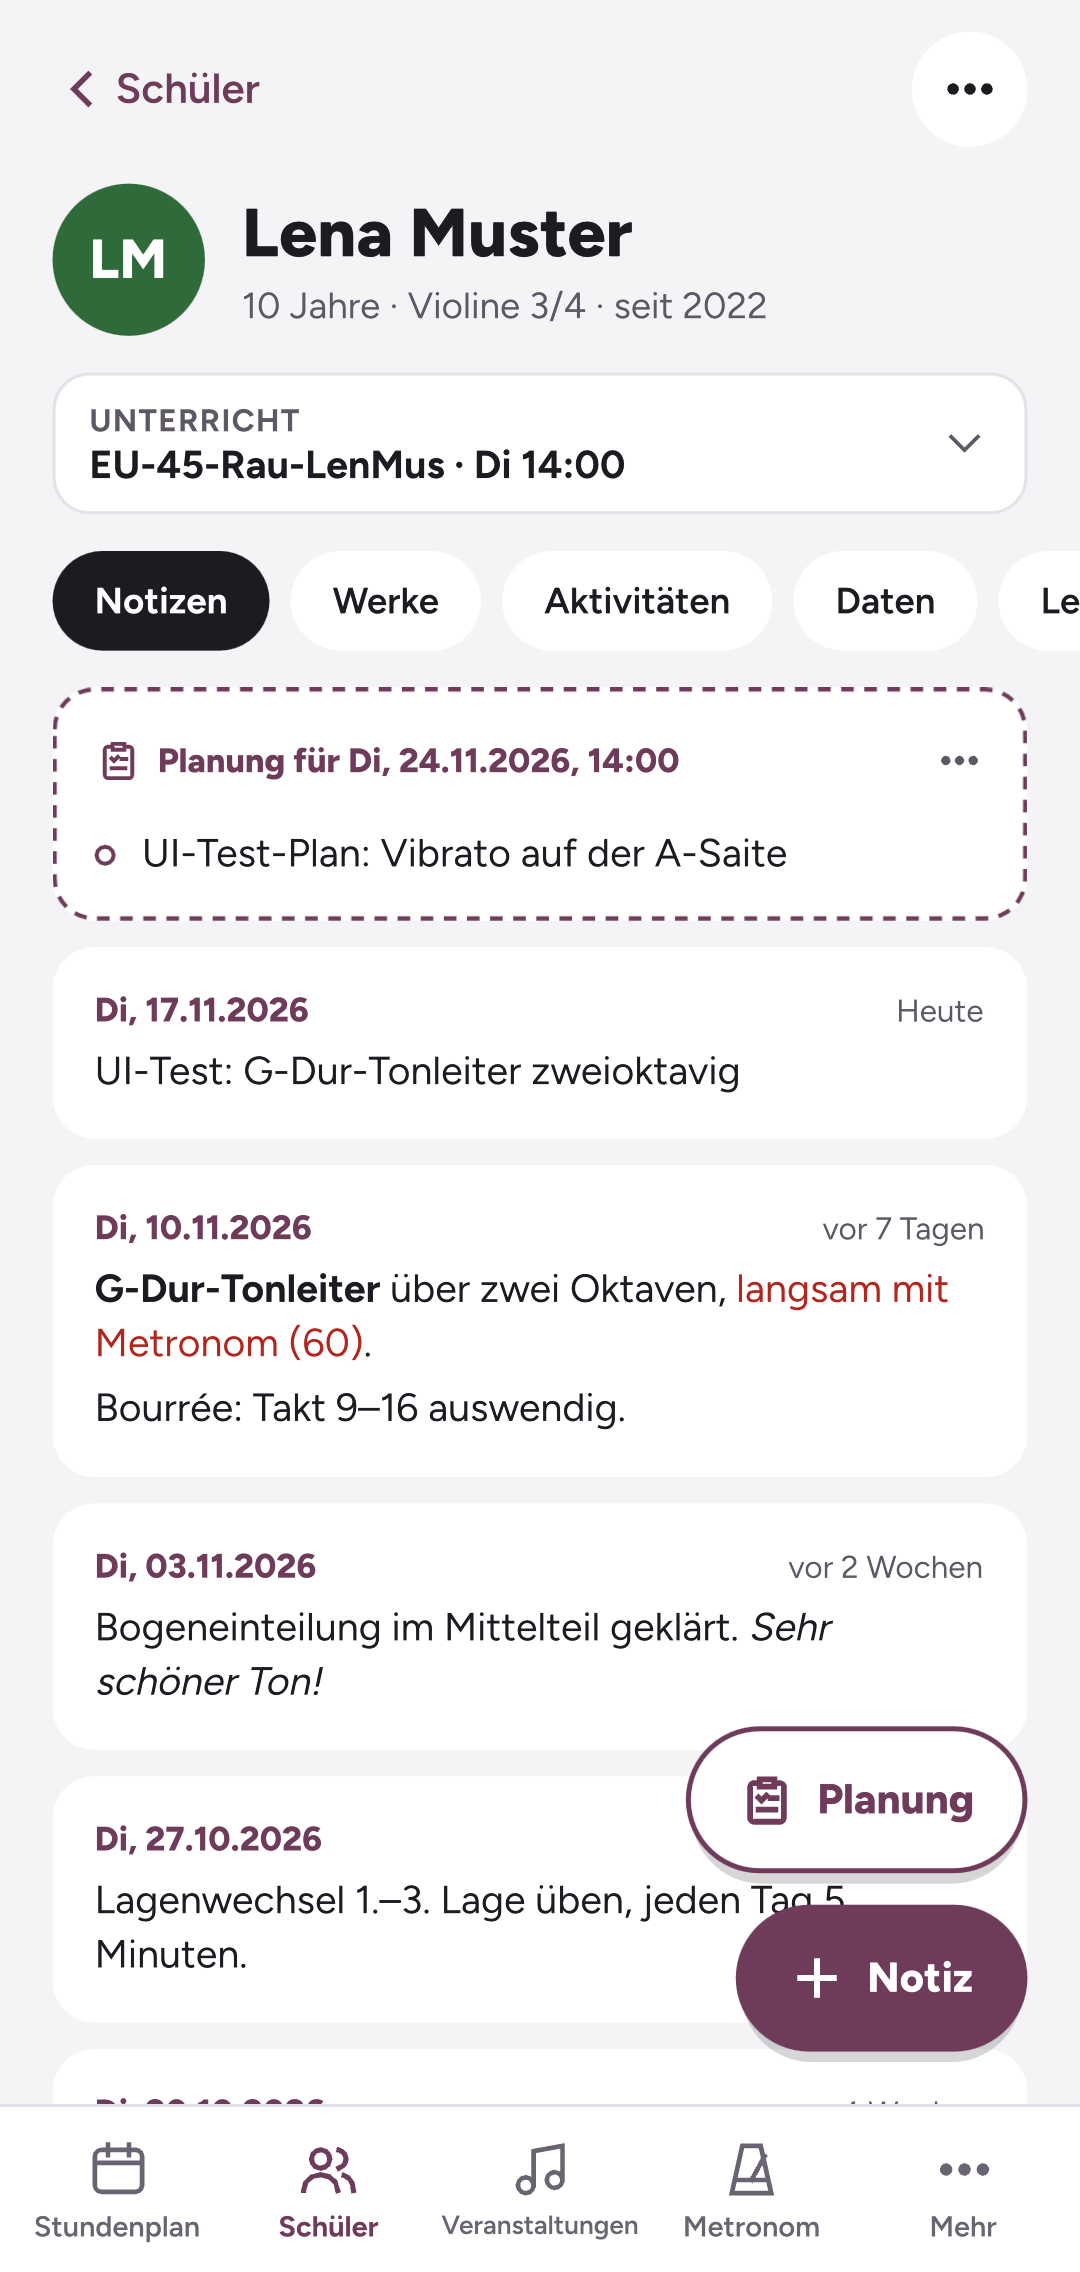 Schüler
LM
Lena Muster
10 Jahre · Violine 3/4 · seit 2022
UNTERRICHT
EU-45-Rau-LenMus · Di 14:00
Notizen Werke Aktivitäten Daten Le
Planung für Di, 24.11.2026, 14:00
UI-Test-Plan: Vibrato auf der A-Saite
Di, 17.11.2026 Heute
UI-Test: G-Dur-Tonleiter zweioktavig
Di, 10.11.2026 vor 7 Tagen
G-Dur-Tonleiter über zwei Oktaven, langsam mit
Metronom (60).
Bourrée: Takt 9–16 auswendig.
Di, 03.11.2026 vor 2 Wochen
Bogeneinteilung im Mittelteil geklärt. Sehr
schöner Ton!
Planung
Di, 27.10.2026
Lagenwechsel 1.–3. Lage üben, jeden Tag 5
Minuten.
Notiz
Stundenplan Schüler Veranstaltungen Metronom Mehr